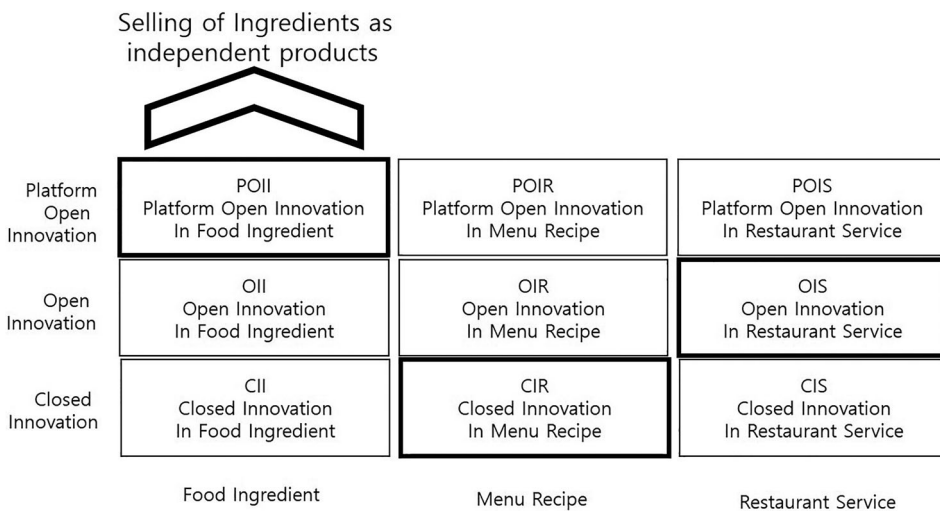 Selling of Ingredients as
independent products
Platform
Open
Innovation
POII
Platform Open Innovation
In Food Ingredient
POIR
Platform Open Innovation
In Menu Recipe
POIS
Platform Open Innovation
In Restaurant Service
Open
Innovation
OII
Open Innovation
In Food Ingredient
OIR
Open Innovation
In Menu Recipe
OIS
Open Innovation
In Restaurant Service
Closed
Innovation
CII
Closed Innovation
In Food Ingredient
CIR
Closed Innovation
In Menu Recipe
CIS
Closed Innovation
In Restaurant Service
Food Ingredient
Menu Recipe
Restaurant Service